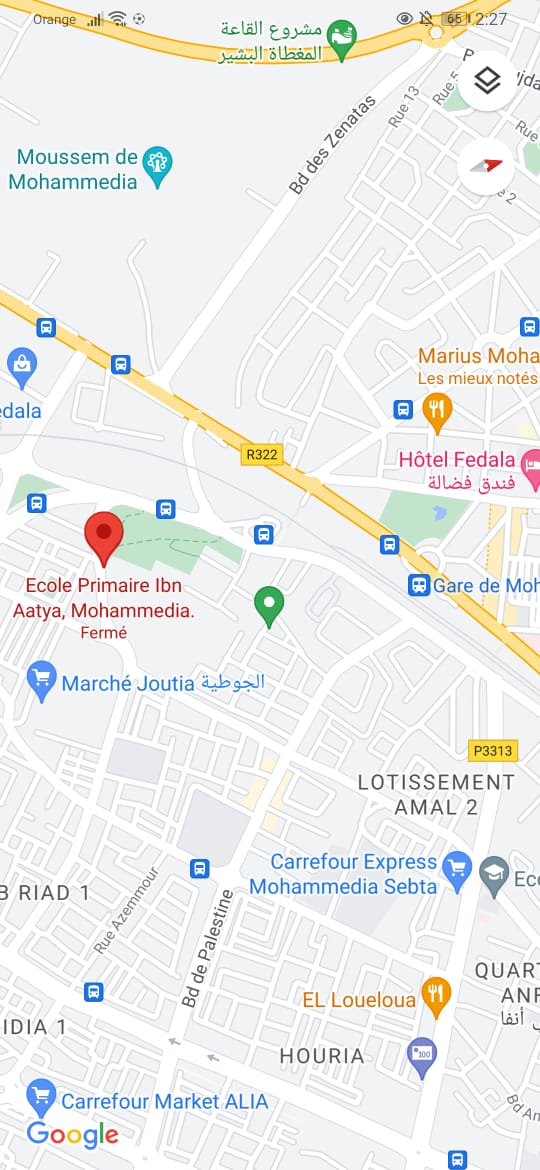 Orange
65 12:27
مشروع القاعة
المغطاة البشير
Bd des Zenatas
Rue 13
Moussem de
Mohammedia
Marius Moha
Les mieux notés
edala
R322
Hôtel Fedala
فندق فضالة
Gare de Moh
Ecole Primaire Ibn
Aatya, Mohammedia.
Fermé
Marché Joutia الجوطية
P3313
LOTISSEMENT
AMAL 2
Carrefour Express
Mohammedia Sebta
Eco
B RIAD 1
Rue Azemmour
Bd de Palestine
QUART
ANF
ي أنفا
EL Loueloua
IDIA 1
HOURIA
100
Carrefour Market ALIA
Bd An
Google